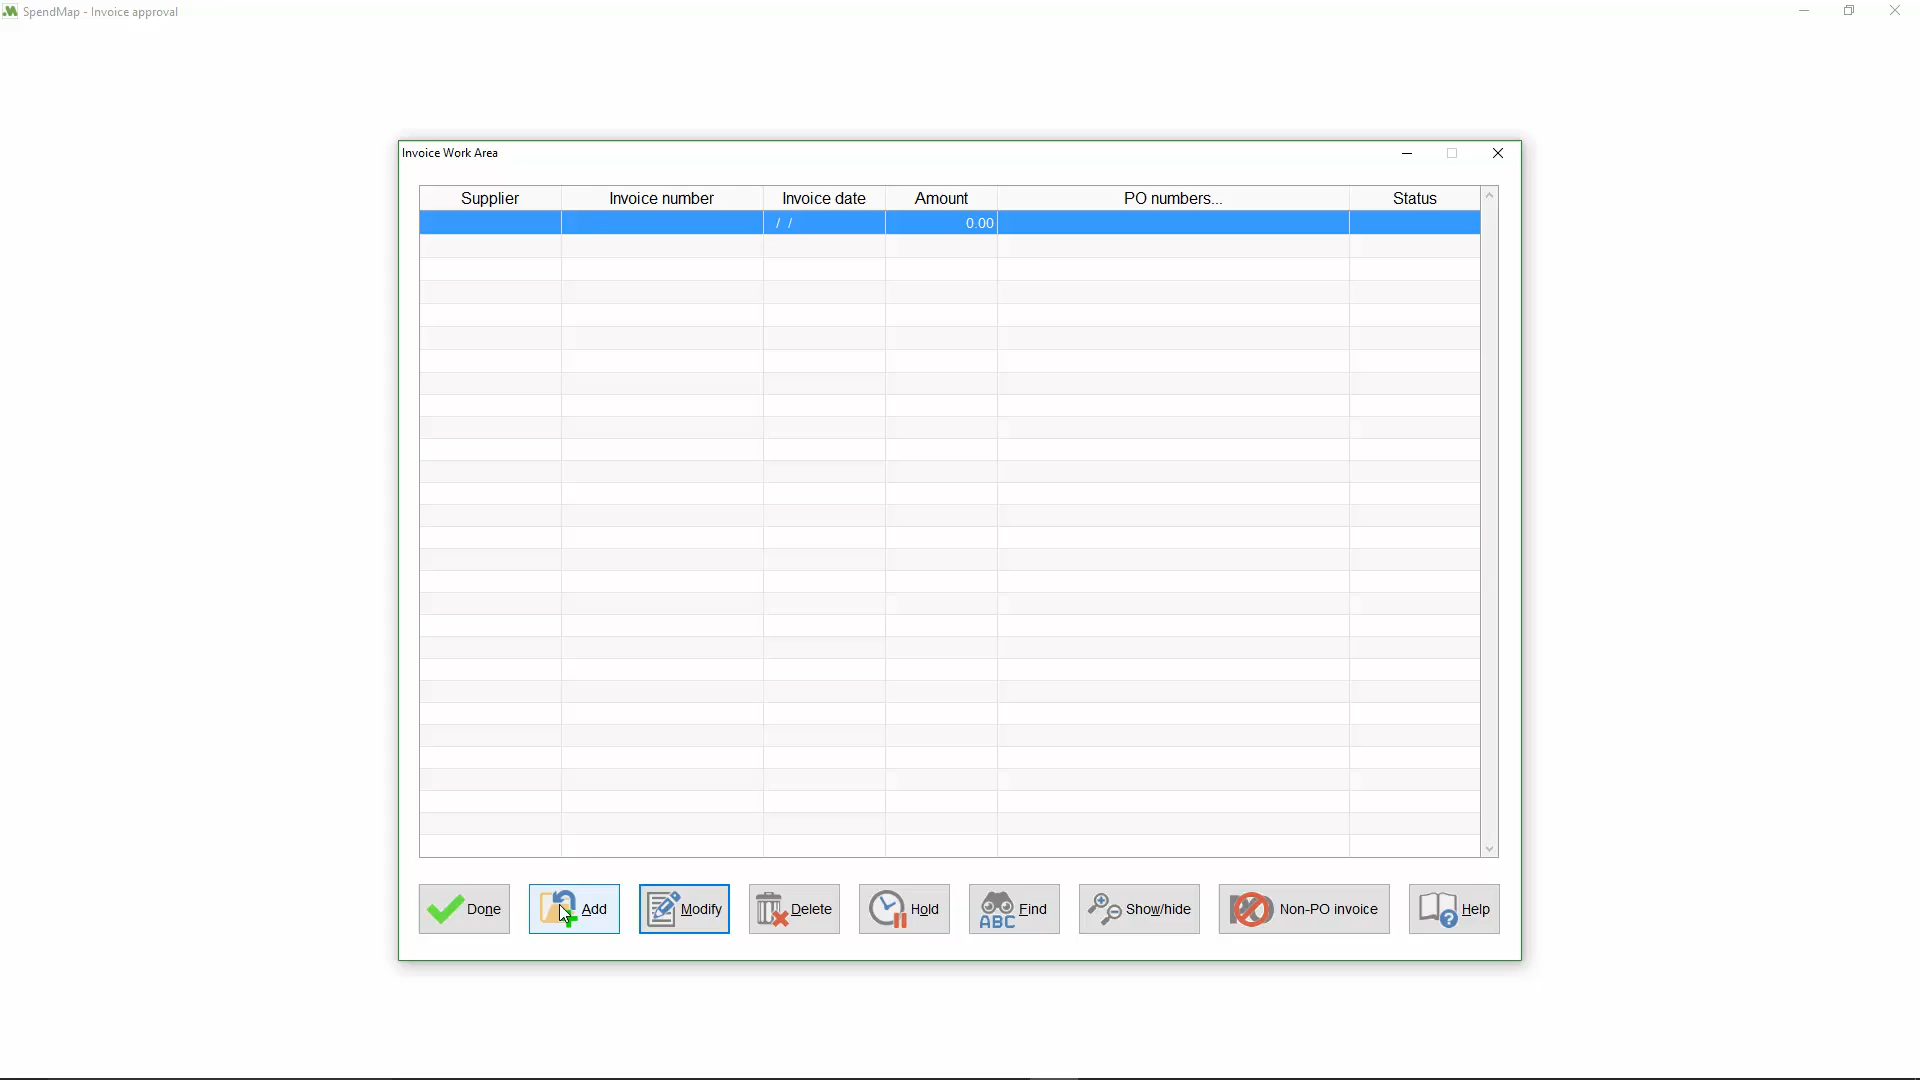 SpendMap - Invoice approval
Invoice Work Area
Supplier Invoice number Invoice date Amount PO numbers... Status
/ / 0.00
Done Add Modify Delete Hold ABC Find Show/hide Non-PO invoice Help